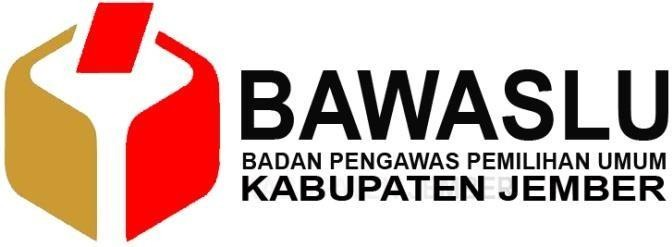 BAWASLU
BADAN PENGAWAS PEMILIHAN UMUM
KABUPATEN JEMBER